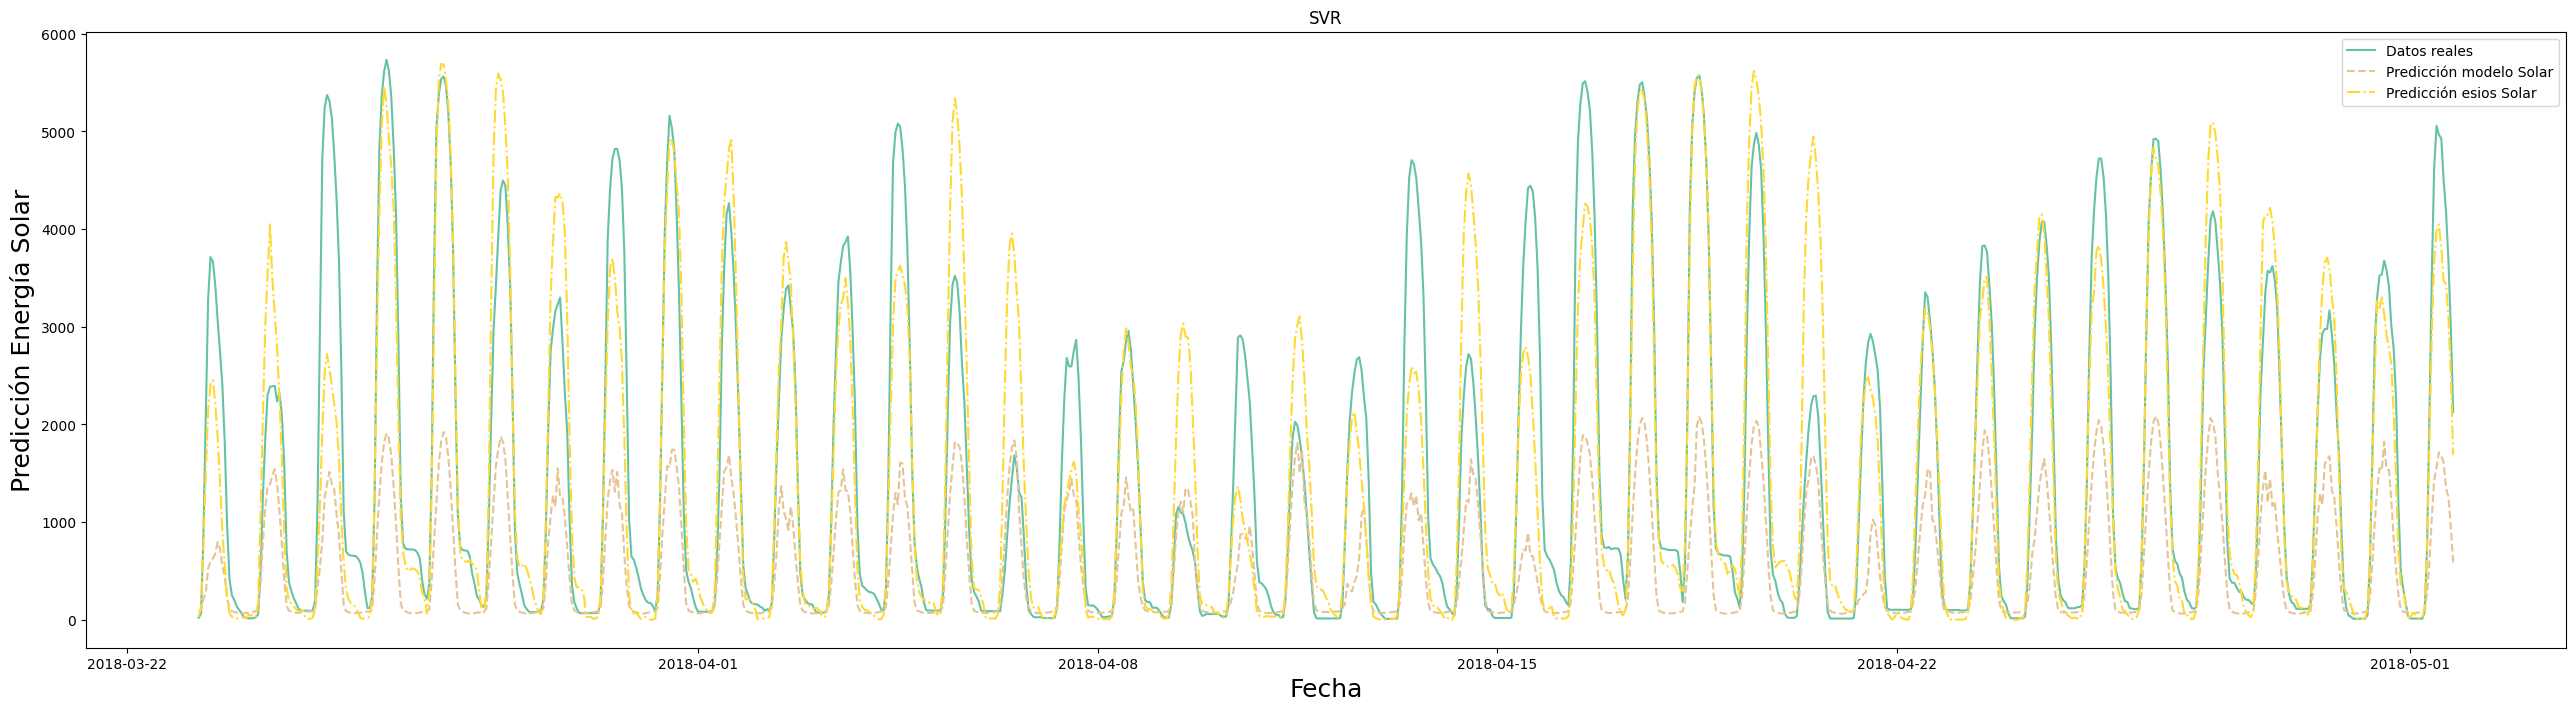 SVR
Predicción Energía Solar
6000
5000
4000
3000
2000
1000
0
Datos reales
Predicción modelo Solar
Predicción esios Solar
2018-03-22
2018-04-01
2018-04-08
2018-04-15
2018-04-22
2018-05-01
Fecha